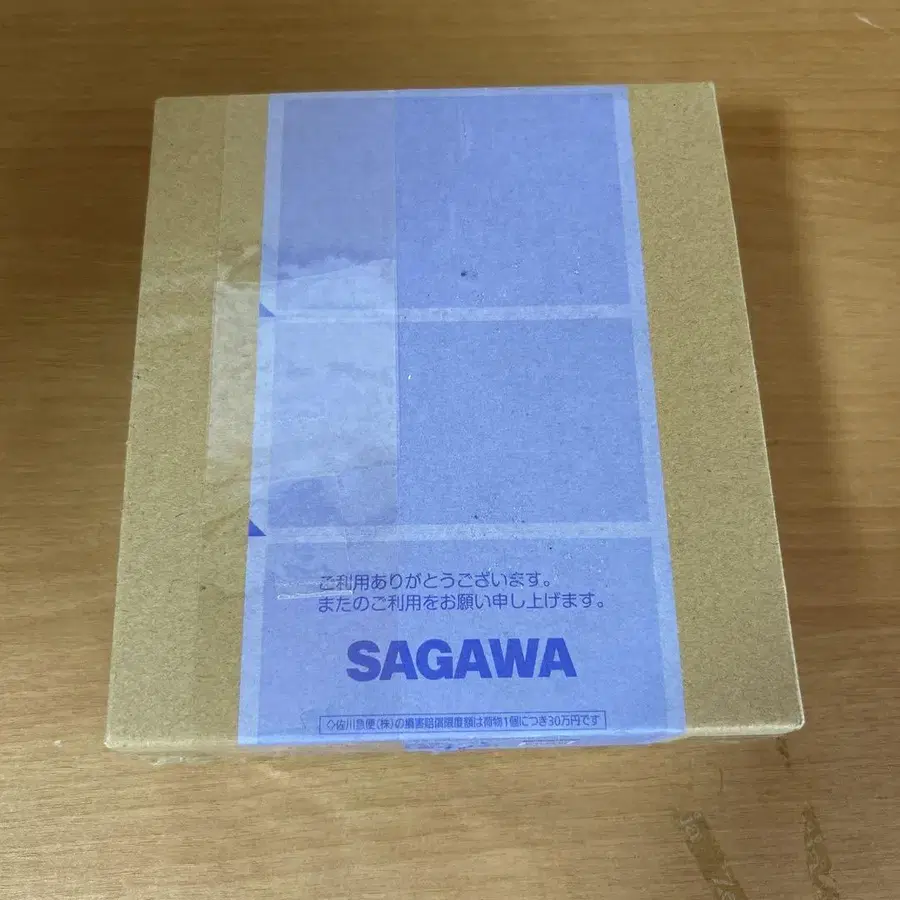 ご利用ありがとうございます。
またのご利用をお願い申し上げます。
SAGAWA
◇佐川急便(株)の損害賠償限度額は荷物1個につき30万円です